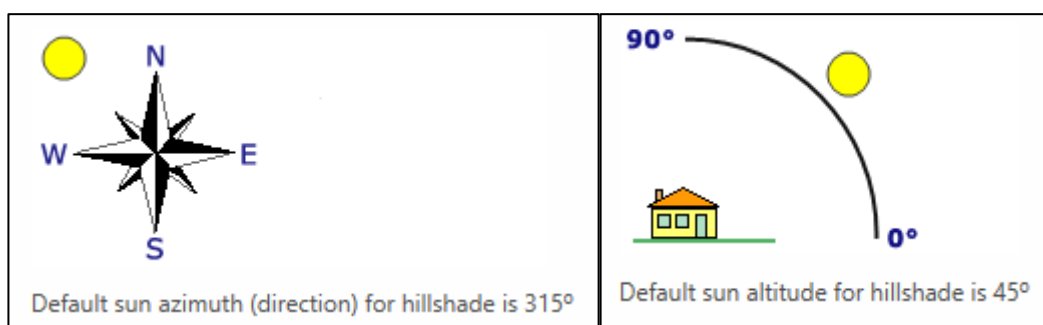 N
W
E
S
Default sun azimuth (direction) for hillshade is 315º
90°
0°
Default sun altitude for hillshade is 45º